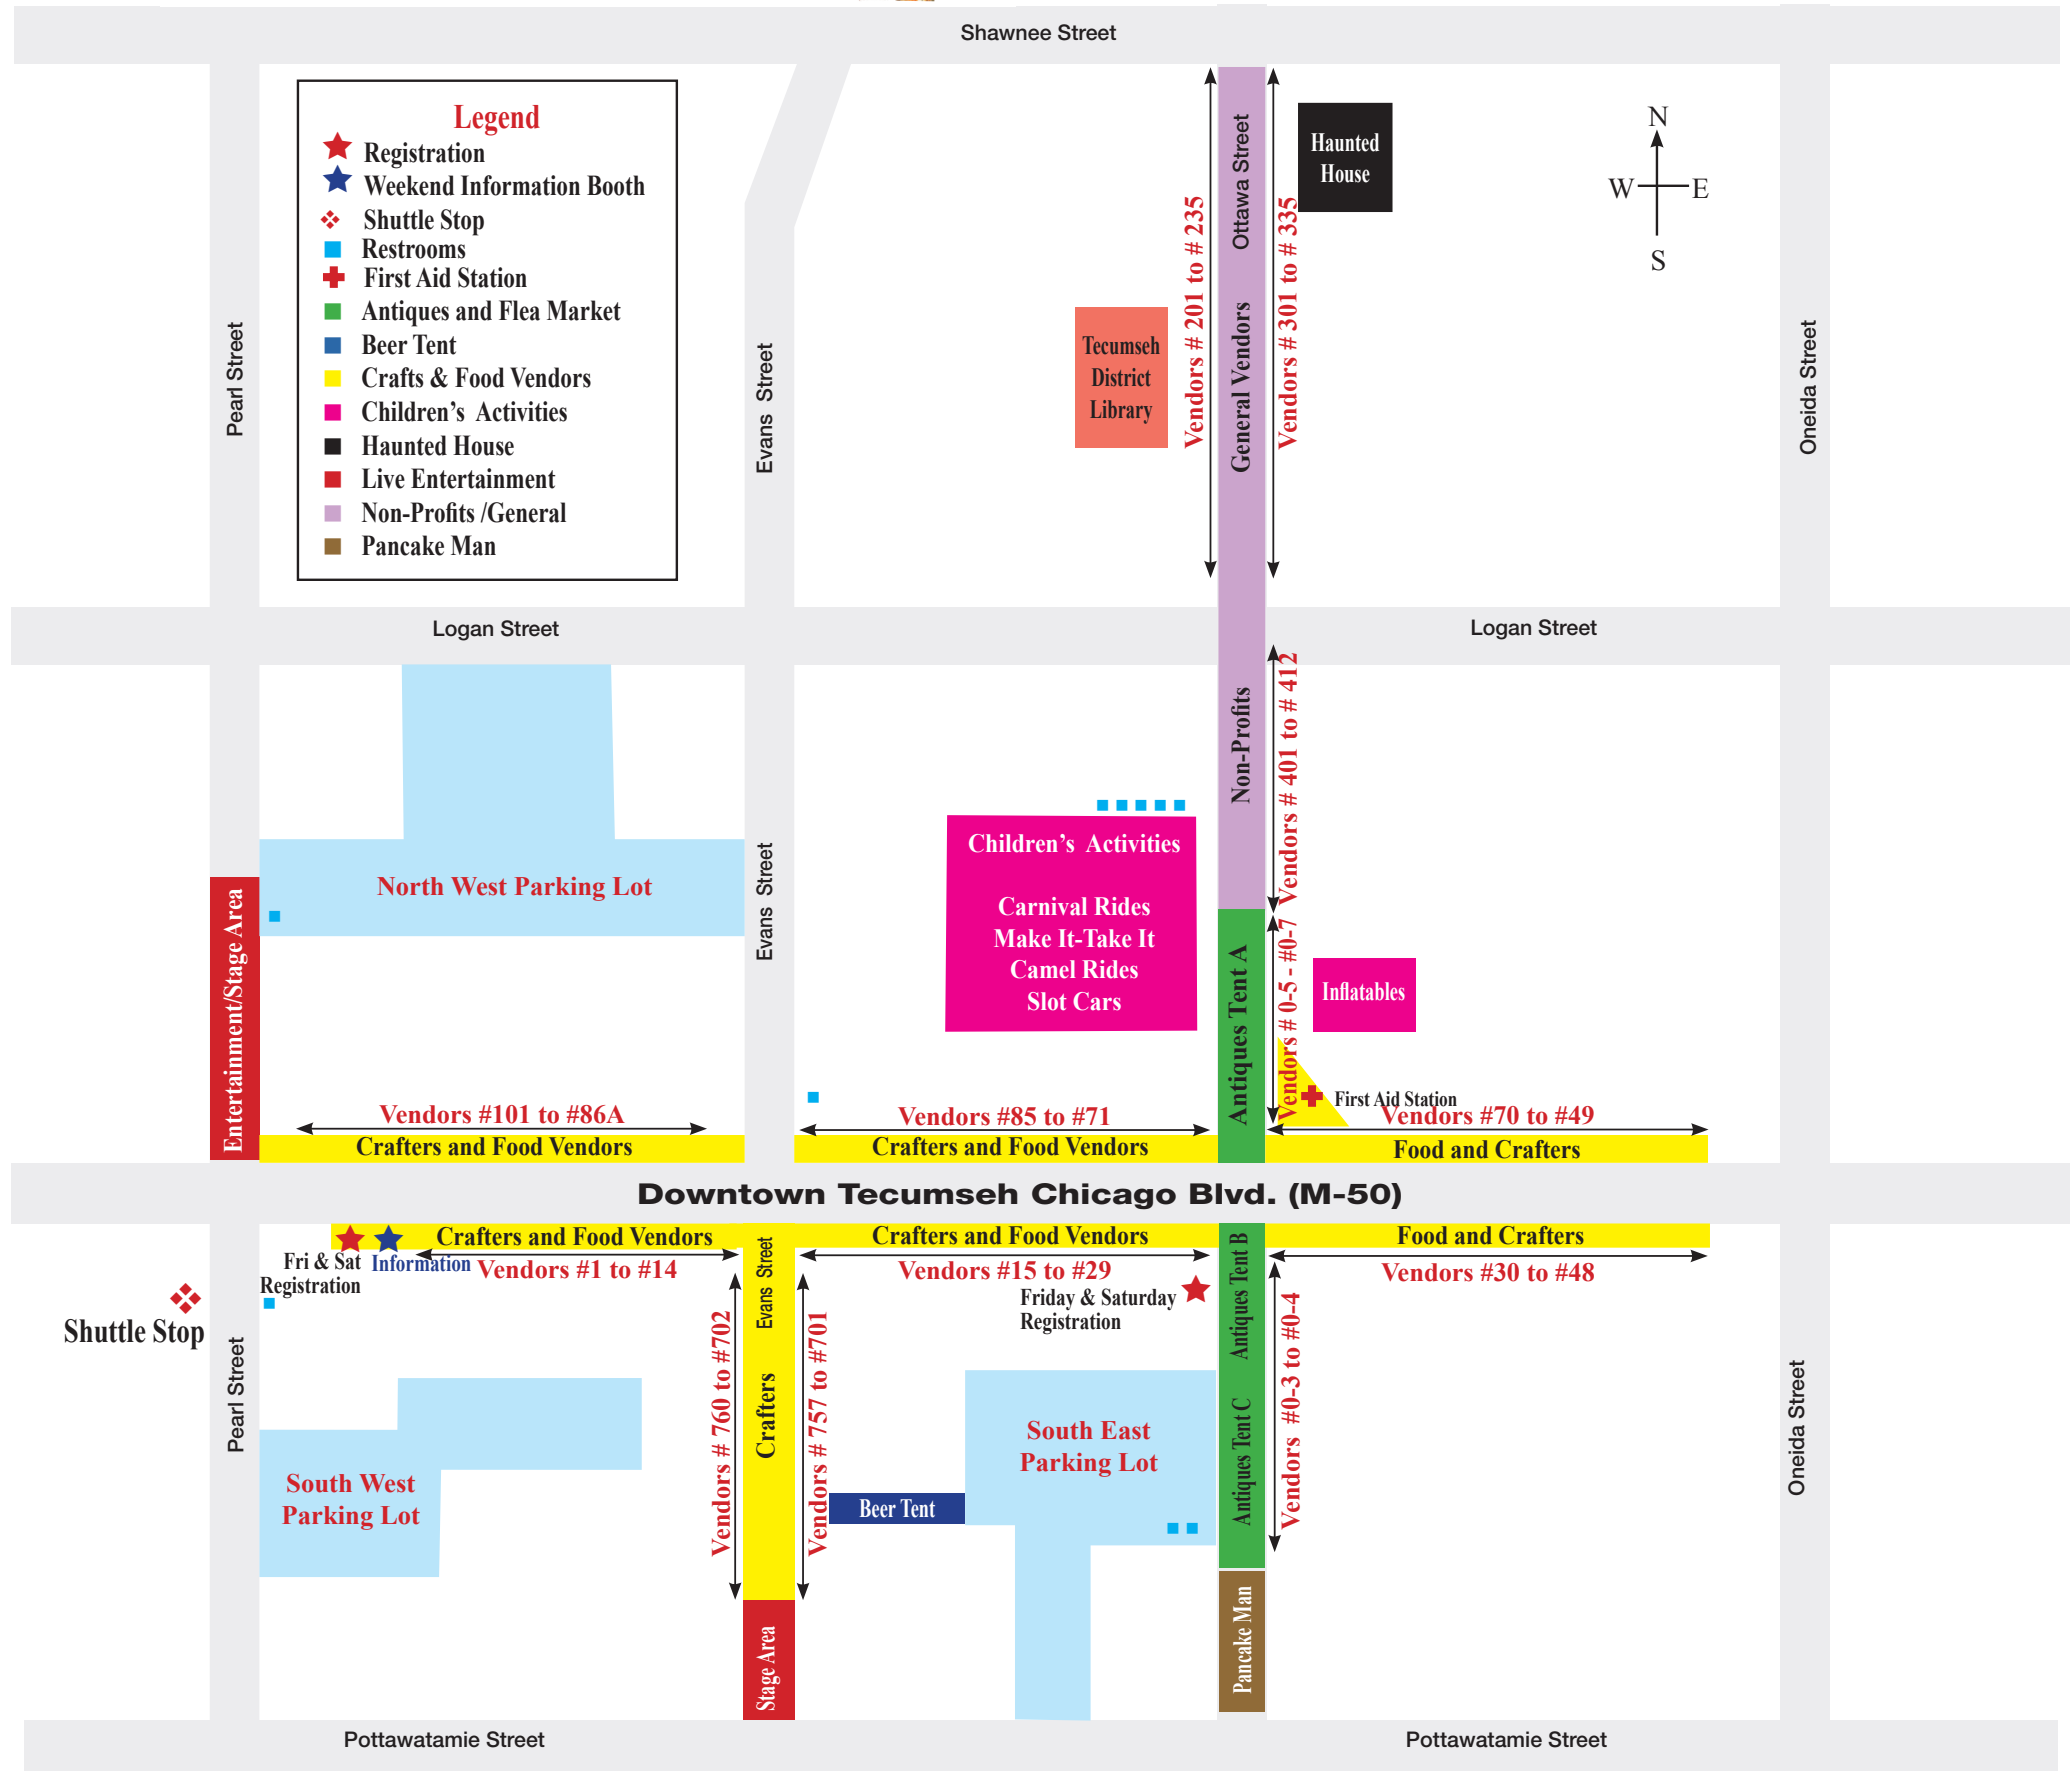 Shawnee Street
Legend
Registration
Weekend Information Booth
Shuttle Stop
Restrooms
First Aid Station
Antiques and Flea Market
Beer Tent
Crafts & Food Vendors
Children's Activities
Haunted House
Live Entertainment
Non-Profits /General
Pancake Man
Pearl Street
Evans Street
Tecumseh
District
Library
Vendors # 201 to # 235
Ottawa Street
General Vendors
Vendors # 301 to # 335
Haunted
House
N
W
E
S
Oneida Street
Logan Street
Logan Street
North West Parking Lot
Entertainment/Stage Area
Evans Street
Children's Activities
Carnival Rides
Make It-Take It
Camel Rides
Slot Cars
Non-Profits
Vendors # 401 to # 412
Antiques Tent A
Vendors # 0-5 - #0-7
Inflatables
First Aid Station
Vendors #101 to #86A
Vendors #85 to #71
Vendors #70 to #49
Crafters and Food Vendors
Crafters and Food Vendors
Food and Crafters
Downtown Tecumseh Chicago Blvd. (M-50)
Crafters and Food Vendors
Crafters and Food Vendors
Food and Crafters
Fri & Sat
Registration
Information
Vendors #1 to #14
Vendors #15 to #29
Vendors #30 to #48
Friday & Saturday
Registration
Shuttle Stop
Pearl Street
South West
Parking Lot
Vendors # 760 to #702
Evans Street
Crafters
Vendors # 757 to #701
Beer Tent
South East
Parking Lot
Antiques Tent B
Antiques Tent C
Vendors #0-3 to #0-4
Oneida Street
Stage Area
Pancake Man
Pottawatamie Street
Pottawatamie Street